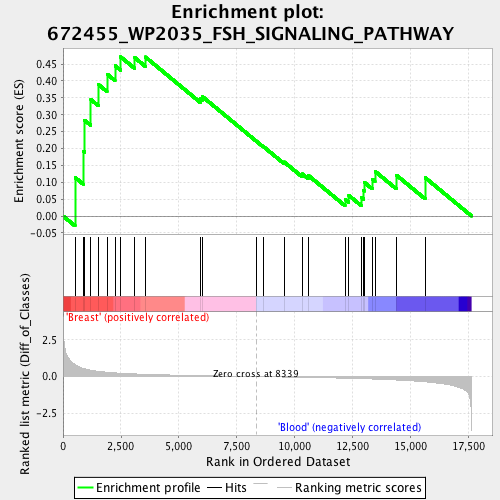 Enrichment plot:
672455_WP2035_FSH_SIGNALING_PATHWAY
Enrichment score (ES)
0.45
0.40
0.35
0.30
0.25
0.20
0.15
0.10
0.05
0.00
-0.05
'Breast' (positively correlated)
Ranked list metric (Diff_of_Classes)
2.5
0.0
-2.5
Zero cross at 8339
'Blood' (negatively correlated)
0
2,500
5,000
7,500
10,000
12,500
15,000
17,500
Rank in Ordered Dataset
Enrichment profile
Hits
Ranking metric scores